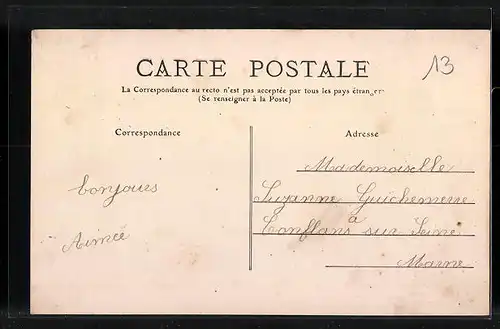 13
CARTE POSTALE
La Correspondance au recto n'est pas acceptée par tous les pays étrangers
(Se renseigner à la Poste)
Correspondance
Adresse
bonjours
Aimée
Mademoiselle
Suzanne Guichemerre
à
Conflans sur Seine
Marne